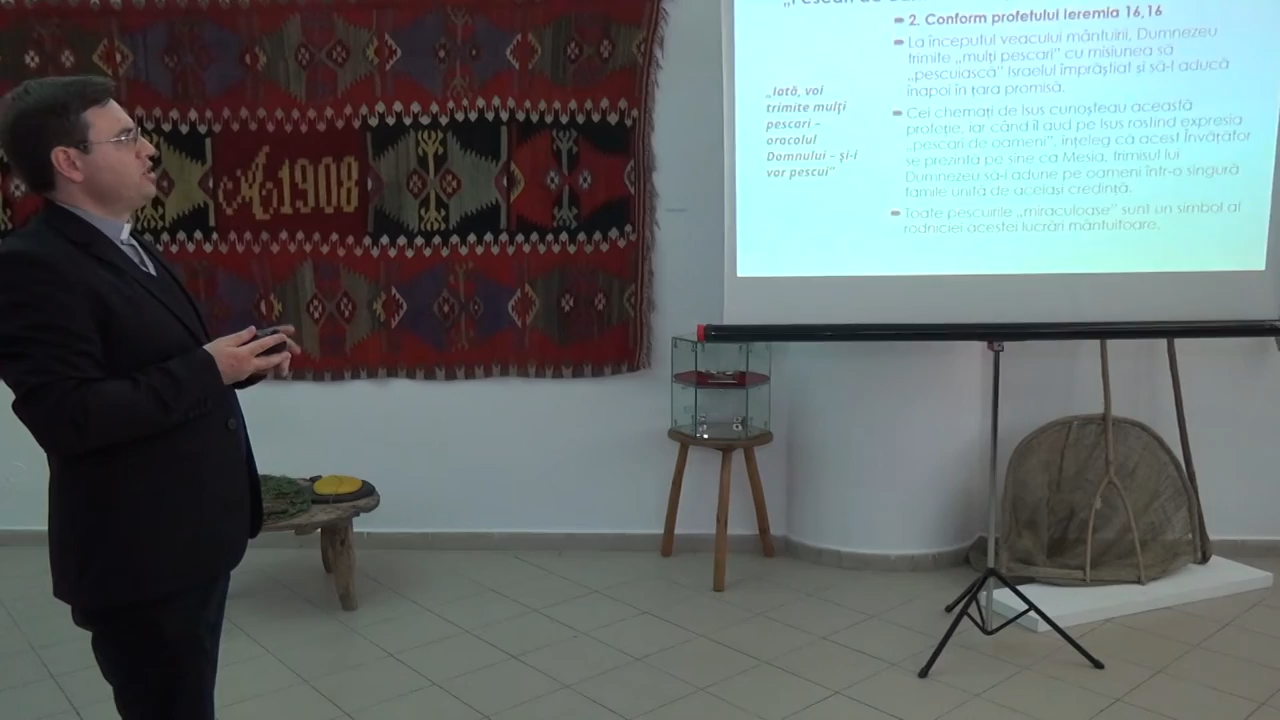 2. Conform profetului Ieremia 16,16
La începutul veacului mântuirii, Dumnezeu
trimite „mulți pescari” cu misiunea să
„pescuiască” Israelul împrăștiat și să-l aducă
înapoi în țara promisă.
„Iată, voi
trimite mulți
pescari –
oracolul
Domnului – și-i
vor pescui”
Cei chemați de Isus cunoșteau această
profeție, iar când îl aud pe Isus rostind expresia
„pescari de oameni”, înțeleg că acest Învățător
se prezintă pe sine ca Mesia, trimisul lui
Dumnezeu să-i adune pe oameni într-o singură
familie unită de aceiași credință.
Toate pescuirile „miraculoase” sunt un simbol al
rodniciei acestei lucrări mântuitoare.
1908